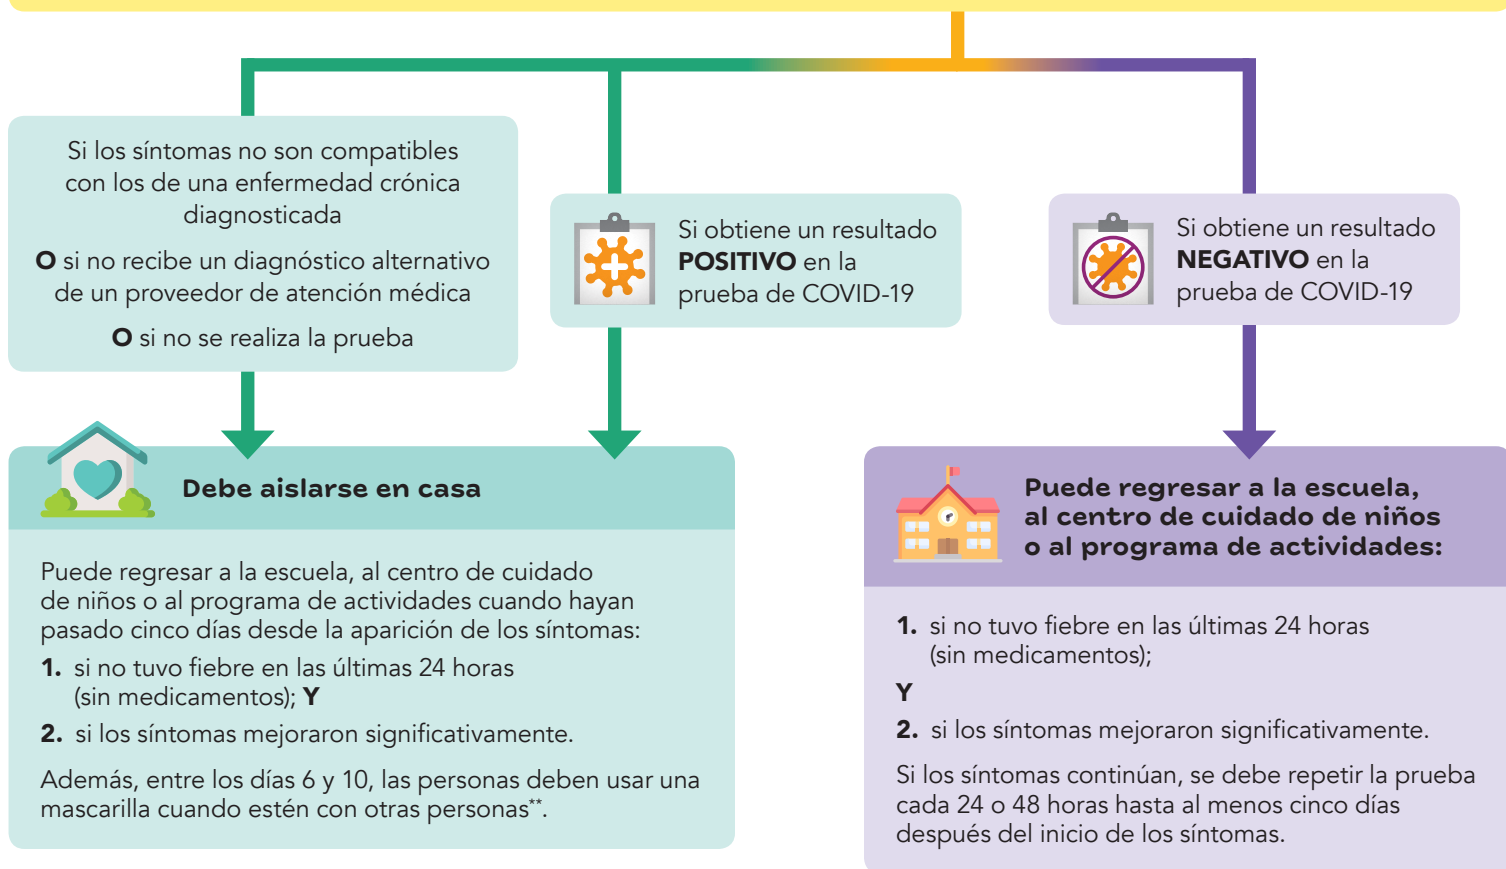 Si los síntomas no son compatibles
con los de una enfermedad crónica
diagnosticada
O si no recibe un diagnóstico alternativo
de un proveedor de atención médica
O si no se realiza la prueba
Si obtiene un resultado
POSITIVO en la
prueba de COVID-19
Si obtiene un resultado
NEGATIVO en la
prueba de COVID-19
Debe aislarse en casa
Puede regresar a la escuela, al centro de cuidado
de niños o al programa de actividades cuando hayan
pasado cinco días desde la aparición de los síntomas:
1. si no tuvo fiebre en las últimas 24 horas
(sin medicamentos); Y
2. si los síntomas mejoraron significativamente.
Además, entre los días 6 y 10, las personas deben usar una
mascarilla cuando estén con otras personas**.
Puede regresar a la escuela,
al centro de cuidado de niños
o al programa de actividades:
1. si no tuvo fiebre en las últimas 24 horas
(sin medicamentos);
Y
2. si los síntomas mejoraron significativamente.
Si los síntomas continúan, se debe repetir la prueba
cada 24 o 48 horas hasta al menos cinco días
después del inicio de los síntomas.